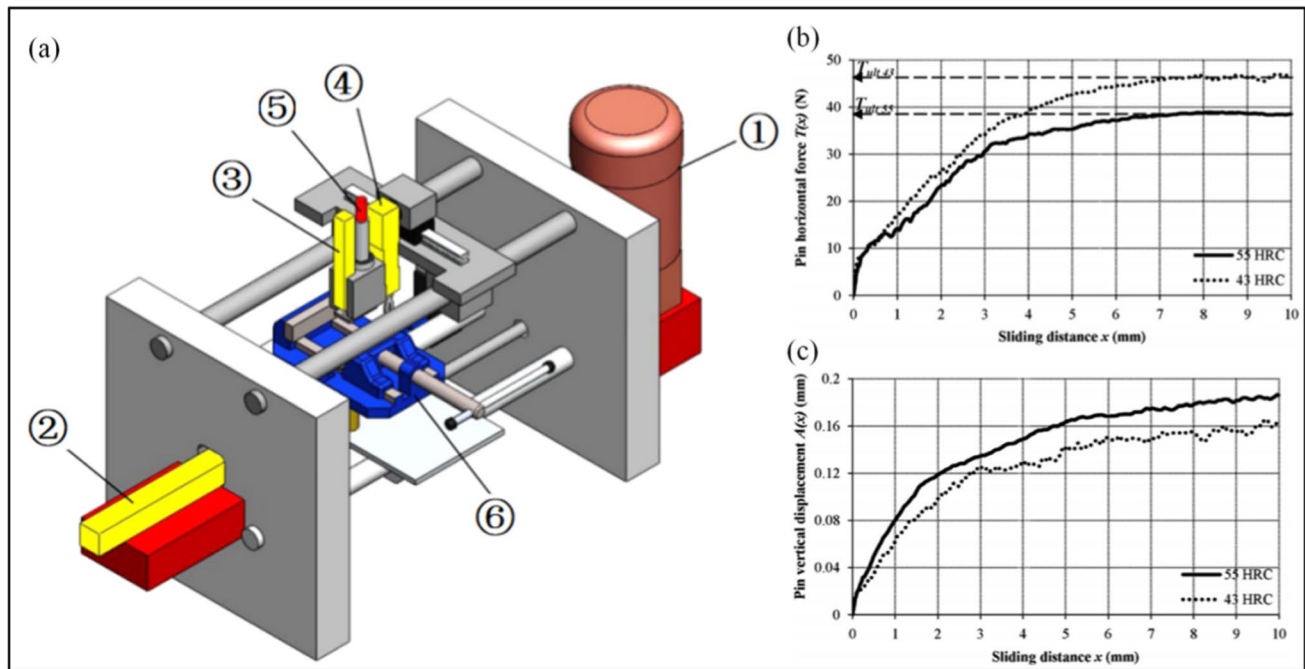 (a)
①
②
③
④
⑤
⑥
(b)
Pin horizontal force T(x) (N)
50
40
30
20
10
0
T ult 43
T ult 55
55 HRC
43 HRC
0 1 2 3 4 5 6 7 8 9 10
Sliding distance x (mm)
(c)
Pin vertical displacement A(x) (mm)
0.2
0.16
0.12
0.08
0.04
0
55 HRC
43 HRC
0 1 2 3 4 5 6 7 8 9 10
Sliding distance x (mm)